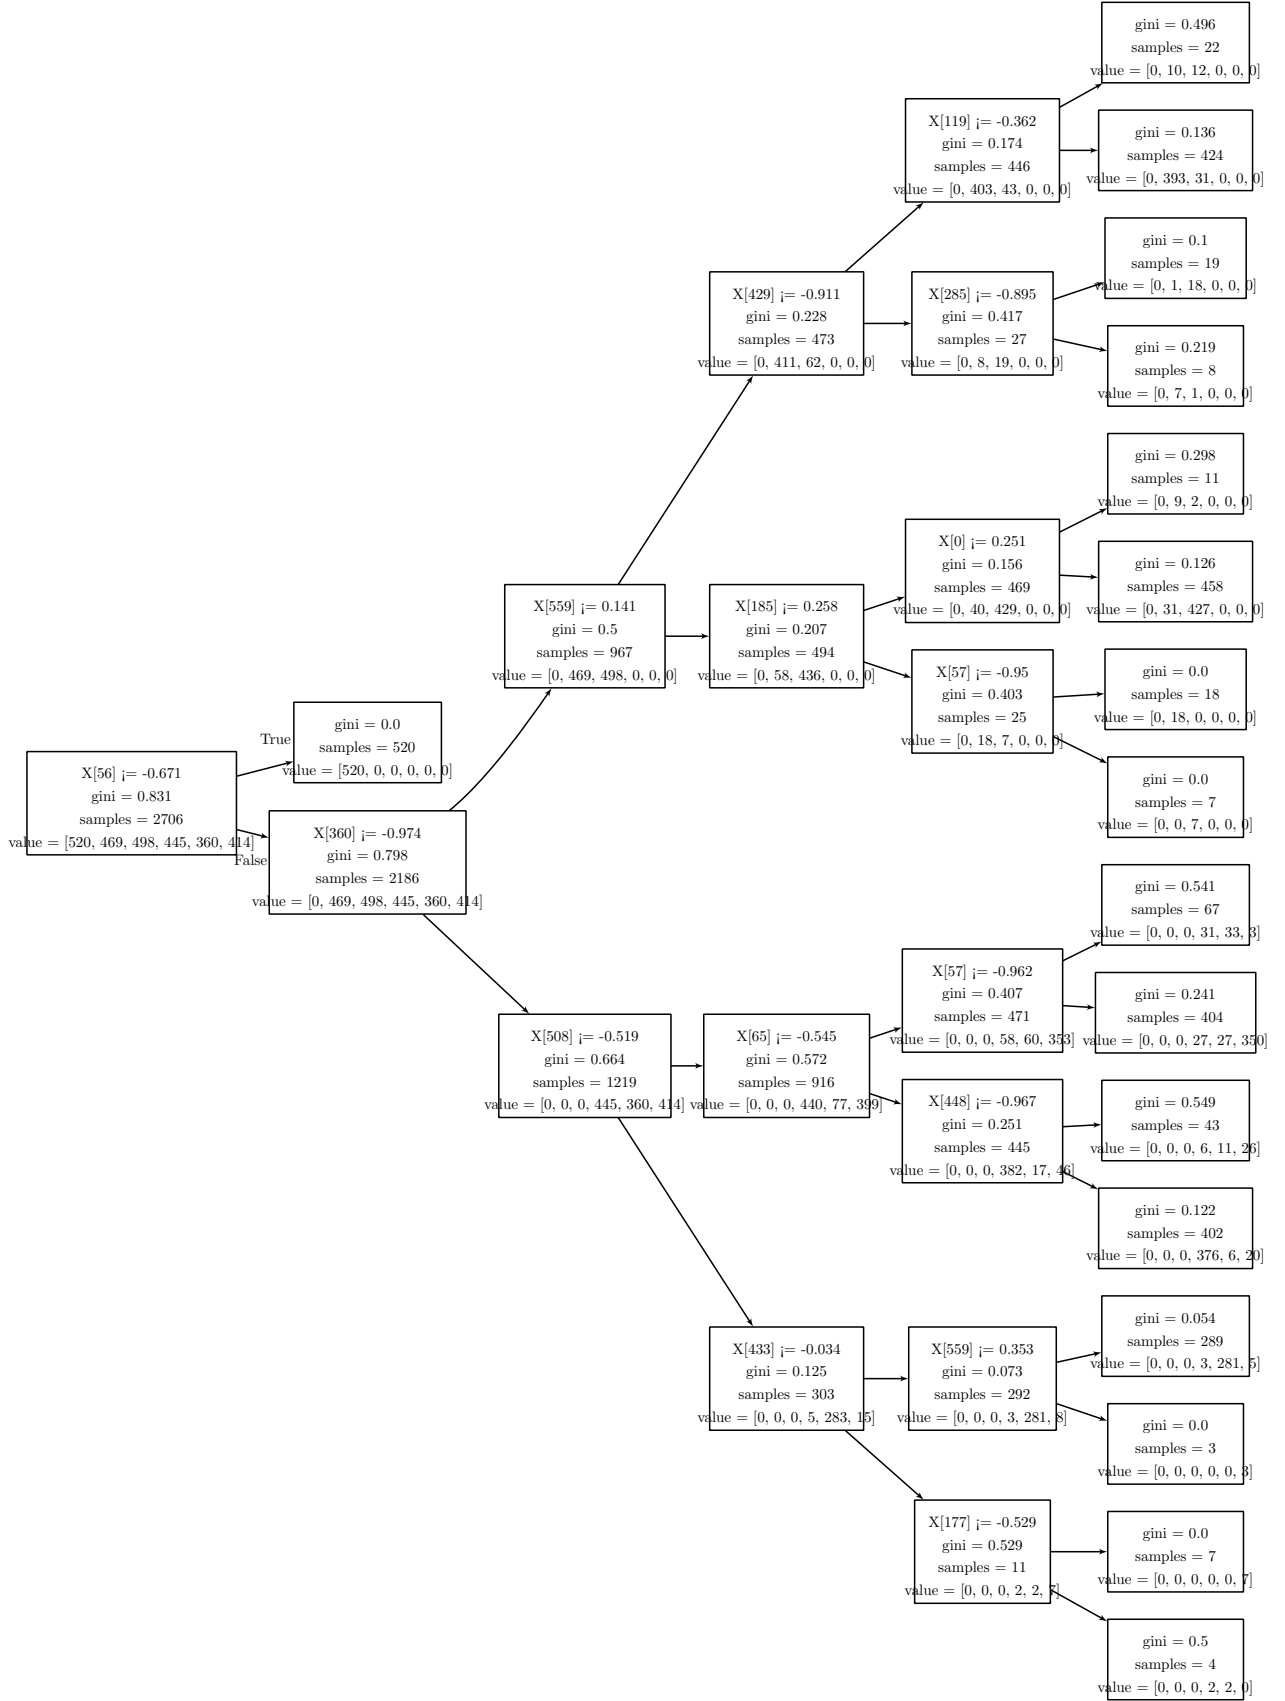 gini = 0.496
samples = 22
value = [0, 10, 12, 0, 0, 0]
X[119] ¡= -0.362
gini = 0.174
samples = 446
value = [0, 403, 43, 0, 0, 0]
gini = 0.136
samples = 424
value = [0, 393, 31, 0, 0, 0]
gini = 0.1
samples = 19
value = [0, 1, 18, 0, 0, 0]
X[429] ¡= -0.911
gini = 0.228
samples = 473
value = [0, 411, 62, 0, 0, 0]
X[285] ¡= -0.895
gini = 0.417
samples = 27
value = [0, 8, 19, 0, 0, 0]
gini = 0.219
samples = 8
value = [0, 7, 1, 0, 0, 0]
gini = 0.298
samples = 11
value = [0, 9, 2, 0, 0, 0]
X[0] ¡= 0.251
gini = 0.156
samples = 469
value = [0, 40, 429, 0, 0, 0]
gini = 0.126
samples = 458
value = [0, 31, 427, 0, 0, 0]
X[559] ¡= 0.141
gini = 0.5
samples = 967
value = [0, 469, 498, 0, 0, 0]
X[185] ¡= 0.258
gini = 0.207
samples = 494
value = [0, 58, 436, 0, 0, 0]
X[57] ¡= -0.95
gini = 0.403
samples = 25
value = [0, 18, 7, 0, 0, 0]
gini = 0.0
samples = 18
value = [0, 18, 0, 0, 0, 0]
gini = 0.0
samples = 7
value = [0, 0, 7, 0, 0, 0]
True
gini = 0.0
samples = 520
value = [520, 0, 0, 0, 0, 0]
X[56] ¡= -0.671
gini = 0.831
samples = 2706
value = [520, 469, 498, 445, 360, 414]
False
X[360] ¡= -0.974
gini = 0.798
samples = 2186
value = [0, 469, 498, 445, 360, 414]
gini = 0.541
samples = 67
value = [0, 0, 0, 31, 33, 3]
X[57] ¡= -0.962
gini = 0.407
samples = 471
value = [0, 0, 0, 58, 60, 353]
gini = 0.241
samples = 404
value = [0, 0, 0, 27, 27, 350]
X[508] ¡= -0.519
gini = 0.664
samples = 1219
value = [0, 0, 0, 445, 360, 414]
X[65] ¡= -0.545
gini = 0.572
samples = 916
value = [0, 0, 0, 440, 77, 399]
X[448] ¡= -0.967
gini = 0.251
samples = 445
value = [0, 0, 0, 382, 17, 46]
gini = 0.549
samples = 43
value = [0, 0, 0, 6, 11, 26]
gini = 0.122
samples = 402
value = [0, 0, 0, 376, 6, 20]
gini = 0.054
samples = 289
value = [0, 0, 0, 3, 281, 5]
X[433] ¡= -0.034
gini = 0.125
samples = 303
value = [0, 0, 0, 5, 283, 15]
X[559] ¡= 0.353
gini = 0.073
samples = 292
value = [0, 0, 0, 3, 281, 8]
gini = 0.0
samples = 3
value = [0, 0, 0, 0, 0, 3]
X[177] ¡= -0.529
gini = 0.529
samples = 11
value = [0, 0, 0, 2, 2, 7]
gini = 0.0
samples = 7
value = [0, 0, 0, 0, 0, 7]
gini = 0.5
samples = 4
value = [0, 0, 0, 2, 2, 0]